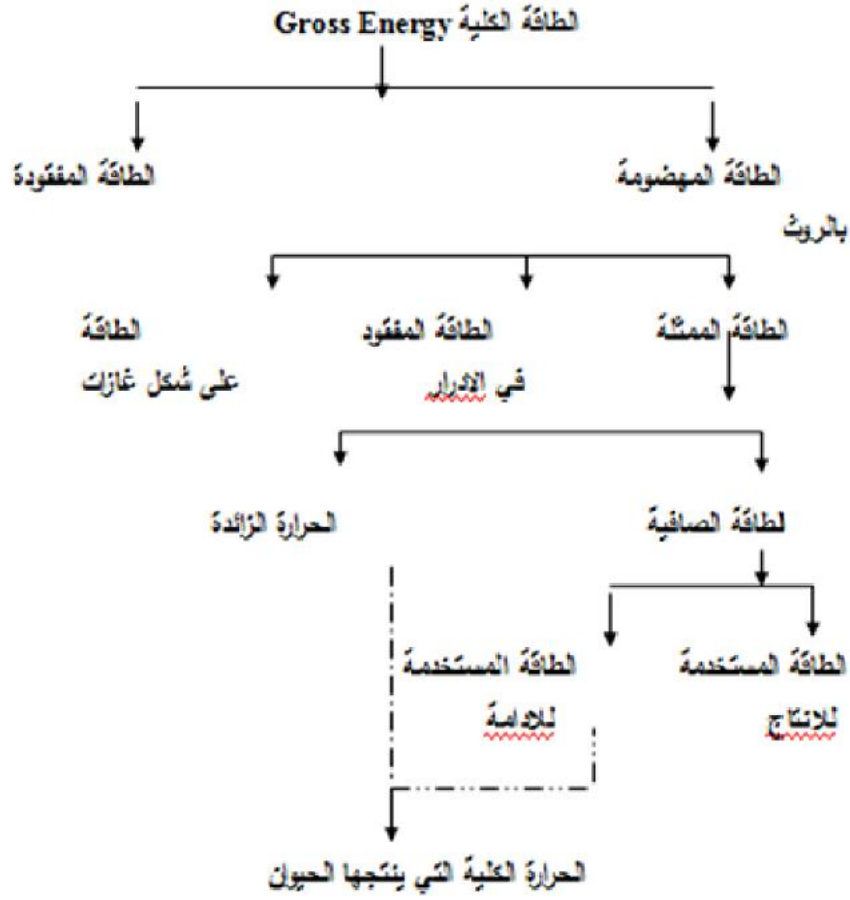 الطاقة الكلية Gross Energy
الطاقة المهضومة الطاقة المفقودة
بالروث
الطاقة الممثلة الطاقة المفقود الطاقة
في الادرار على شكل غازات
لطاقة الصافية الحرارة الزائدة
الطاقة المستخدمة الطاقة المستخدمة
للانتاج للادامة
الحرارة الكلية التي ينتجها الحيوان